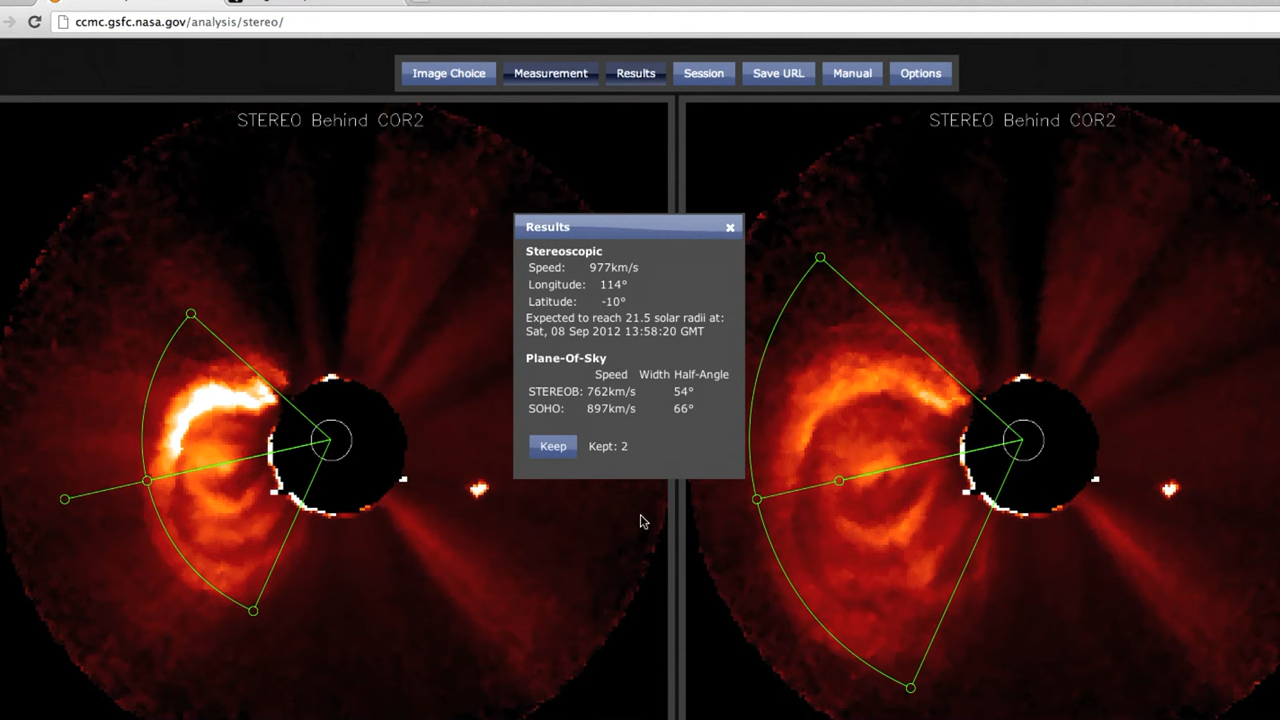 ccmc.gsfc.nasa.gov/analysis/stereo/
Image Choice Measurement Results Session Save URL Manual Options
STEREO Behind COR2
STEREO Behind COR2
Results
Stereoscopic
Speed: 977km/s
Longitude: 114°
Latitude: -10°
Expected to reach 21.5 solar radii at:
Sat, 08 Sep 2012 13:58:20 GMT
Plane-Of-Sky
Speed Width Half-Angle
STEREOB: 762km/s 54°
SOHO: 897km/s 66°
Keep Kept: 2